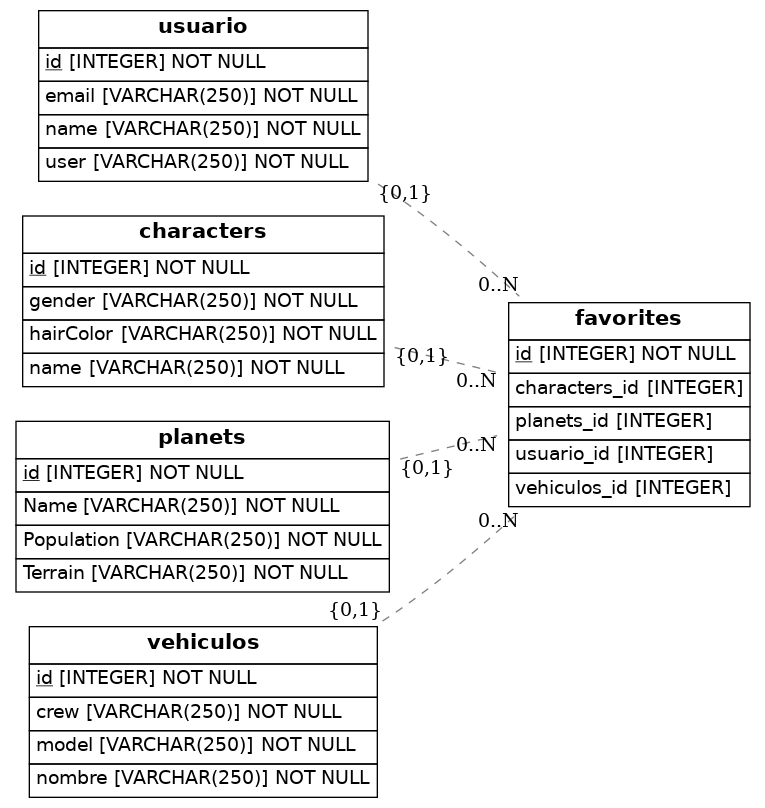 usuario
id [INTEGER] NOT NULL
email [VARCHAR(250)] NOT NULL
name [VARCHAR(250)] NOT NULL
user [VARCHAR(250)] NOT NULL
{0,1}
0..N
characters
id [INTEGER] NOT NULL
gender [VARCHAR(250)] NOT NULL
hairColor [VARCHAR(250)] NOT NULL
name [VARCHAR(250)] NOT NULL
{0,1}
0..N
favorites
id [INTEGER] NOT NULL
characters_id [INTEGER]
planets_id [INTEGER]
usuario_id [INTEGER]
vehiculos_id [INTEGER]
planets
id [INTEGER] NOT NULL
Name [VARCHAR(250)] NOT NULL
Population [VARCHAR(250)] NOT NULL
Terrain [VARCHAR(250)] NOT NULL
0..N
{0,1}
0..N
{0,1}
vehiculos
id [INTEGER] NOT NULL
crew [VARCHAR(250)] NOT NULL
model [VARCHAR(250)] NOT NULL
nombre [VARCHAR(250)] NOT NULL